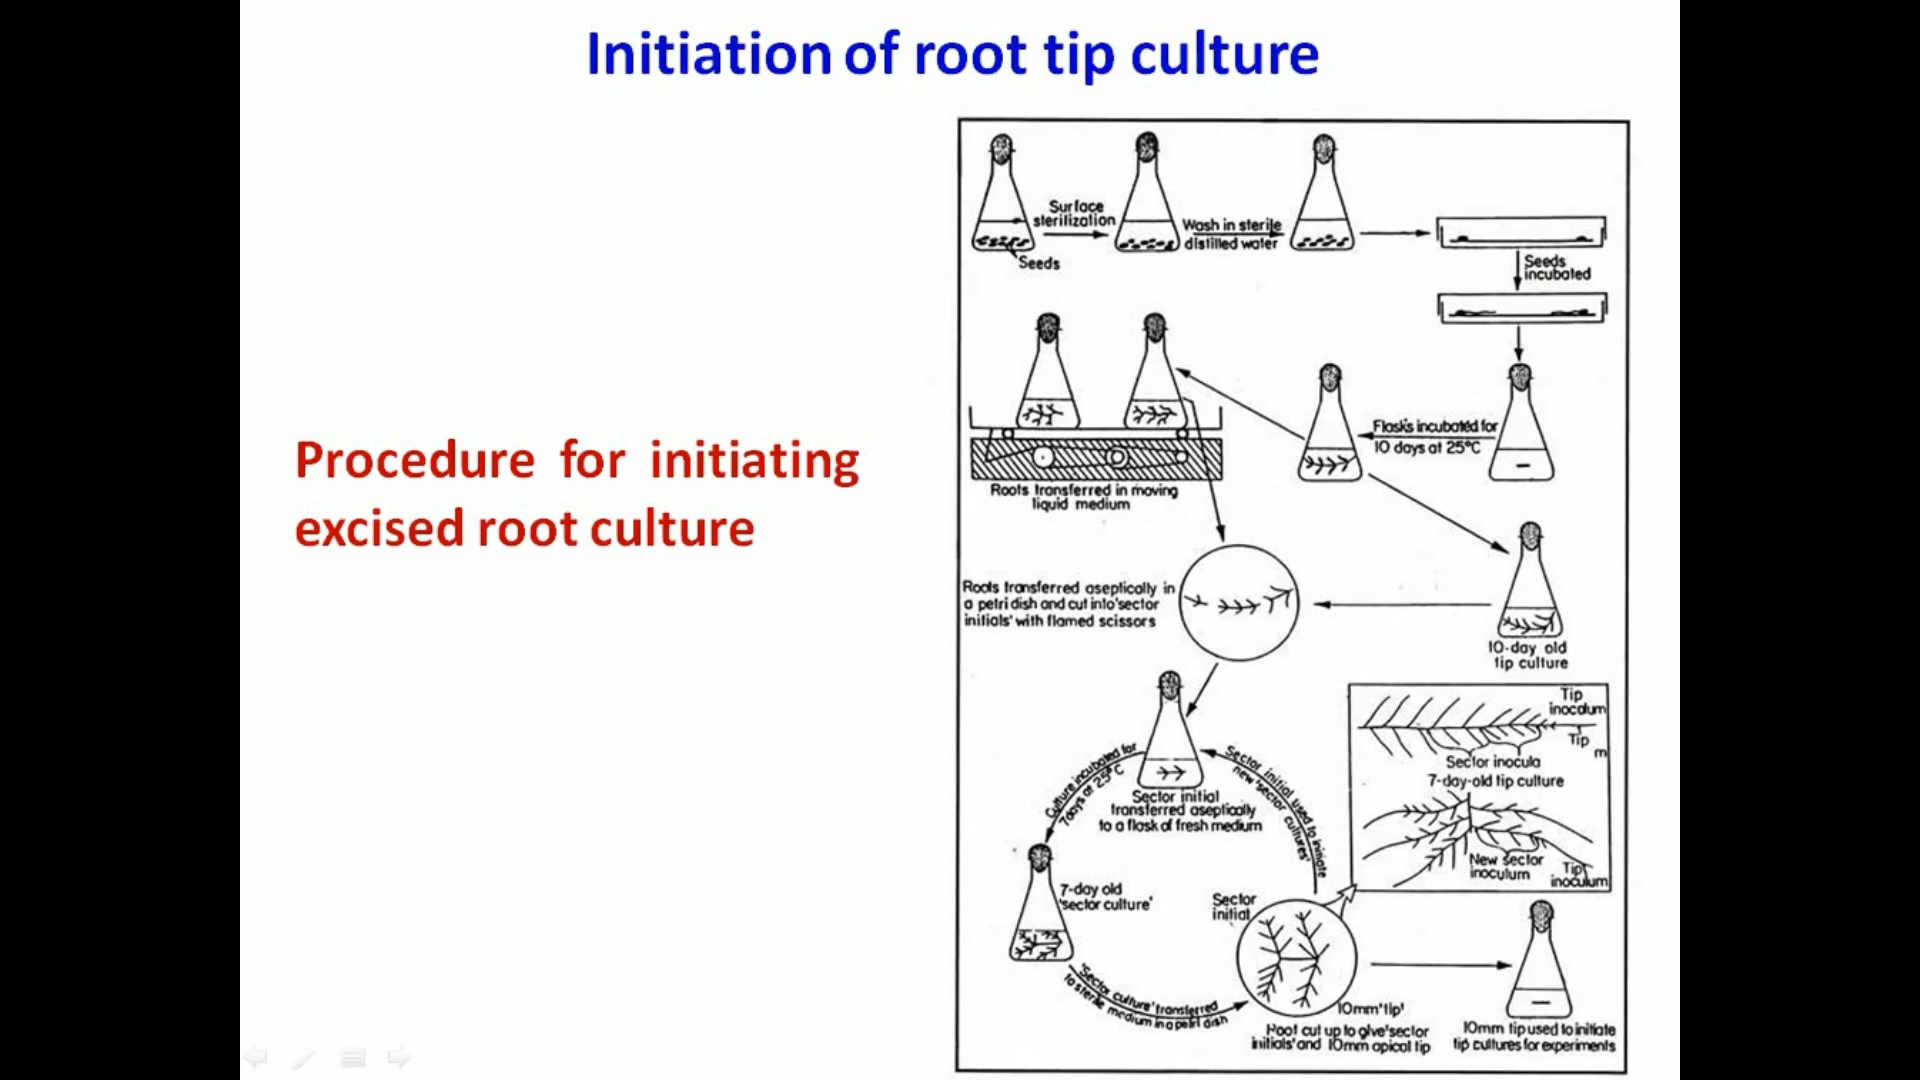 Initiation of root tip culture
Procedure for initiating
excised root culture
Surface
sterilization
Seeds
Wash in sterile
distilled water
Seeds
incubated
Flasks incubated for
10 days at 25°C
Roots transferred in moving
liquid medium
Roots transferred aseptically in
a petri dish and cut into 'sector
initials' with flamed scissors
10-day old
tip culture
Sector initial
transferred aseptically
to a flask of fresh medium
Culture incubated for
7days at 25°C
Sector initial used to initiate
new 'sector cultures'
7-day old
'sector culture'
'Sector culture' transferred
to sterile medium in a petri dish
Sector
initial
10mm 'tip'
Root cut up to give 'sector
initials' and 10mm apical tip
Tip
inoculum
Tip
m
Sector inocula
7-day-old tip culture
New sector
inoculum
Tip
inoculum
10mm tip used to initiate
tip cultures for experiments